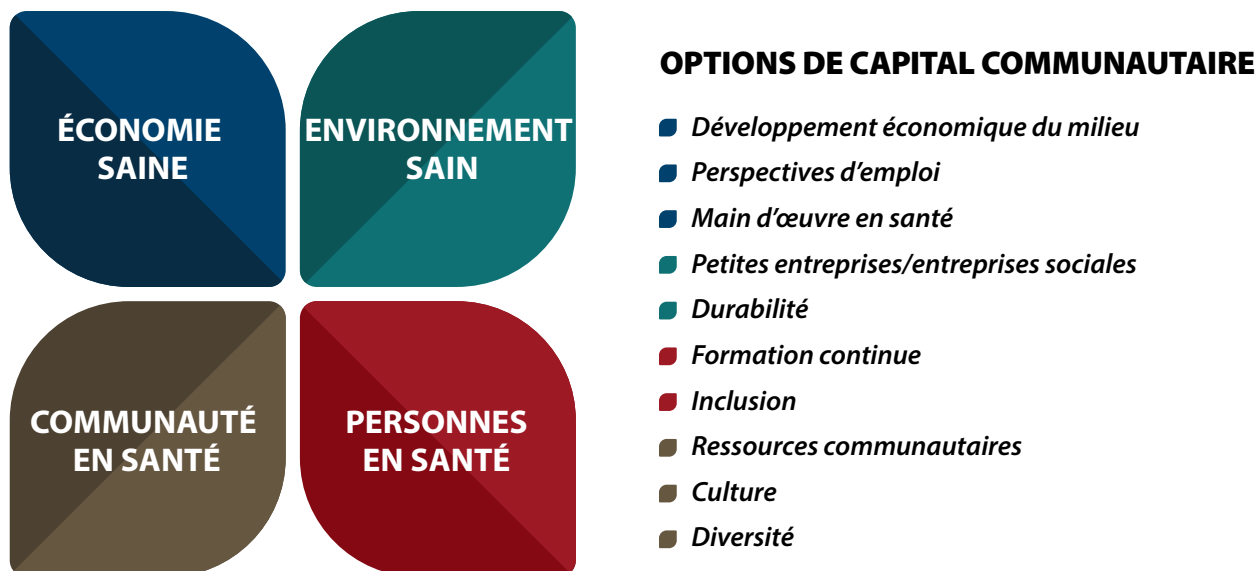 ÉCONOMIE
SAINE
ENVIRONNEMENT
SAIN
COMMUNAUTÉ
EN SANTÉ
PERSONNES
EN SANTÉ
OPTIONS DE CAPITAL COMMUNAUTAIRE
Développement économique du milieu
Perspectives d’emploi
Main d’œuvre en santé
Petites entreprises/entreprises sociales
Durabilité
Formation continue
Inclusion
Ressources communautaires
Culture
Diversité